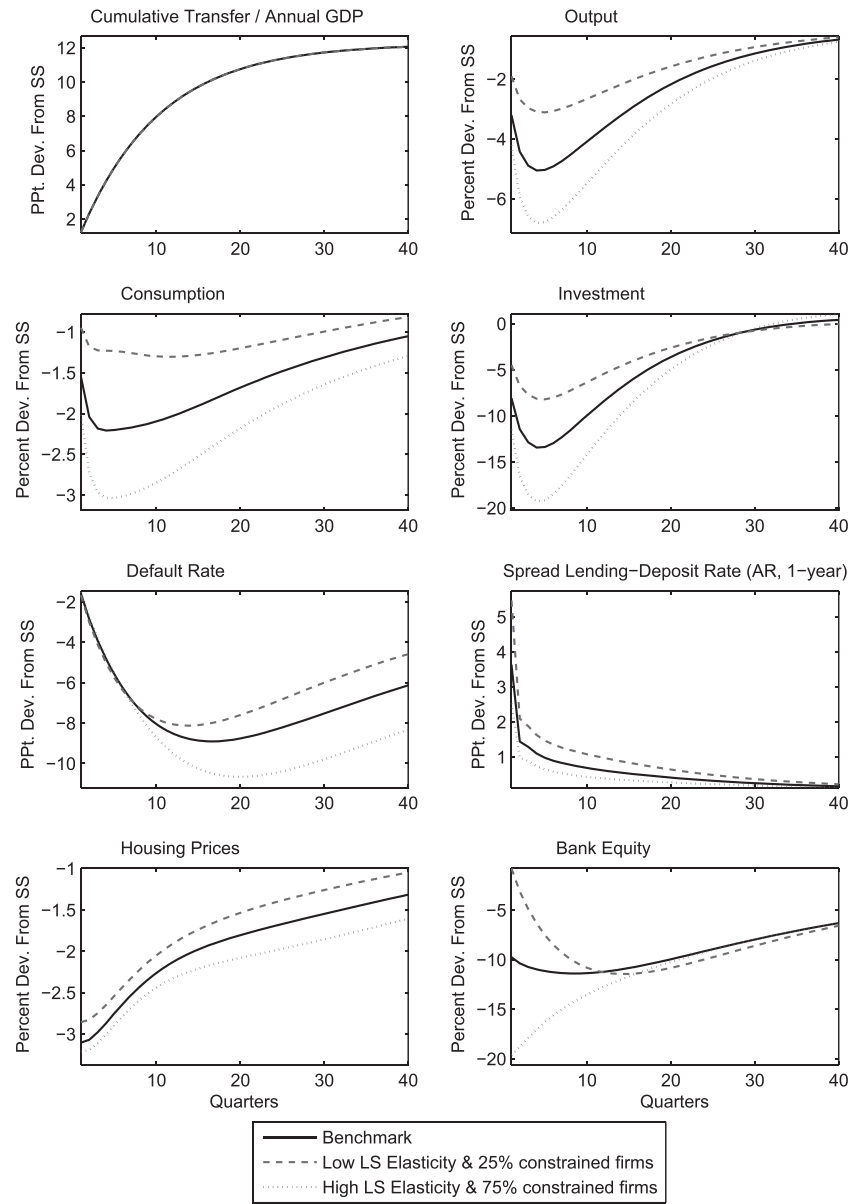 Cumulative Transfer / Annual GDP
PPt. Dev. From SS
12
10
8
6
4
2
10 20 30 40
Output
Percent Dev. From SS
−2
−4
−6
10 20 30 40
Consumption
Percent Dev. From SS
−1
−1.5
−2
−2.5
−3
10 20 30 40
Investment
Percent Dev. From SS
0
−5
−10
−15
−20
10 20 30 40
Default Rate
PPt. Dev. From SS
−2
−4
−6
−8
−10
10 20 30 40
Spread Lending−Deposit Rate (AR, 1−year)
PPt. Dev. From SS
5
4
3
2
1
10 20 30 40
Housing Prices
Percent Dev. From SS
−1
−1.5
−2
−2.5
−3
10 20 30 40
Quarters
Bank Equity
Percent Dev. From SS
−5
−10
−15
−20
10 20 30 40
Quarters
Benchmark
Low LS Elasticity & 25% constrained firms
High LS Elasticity & 75% constrained firms